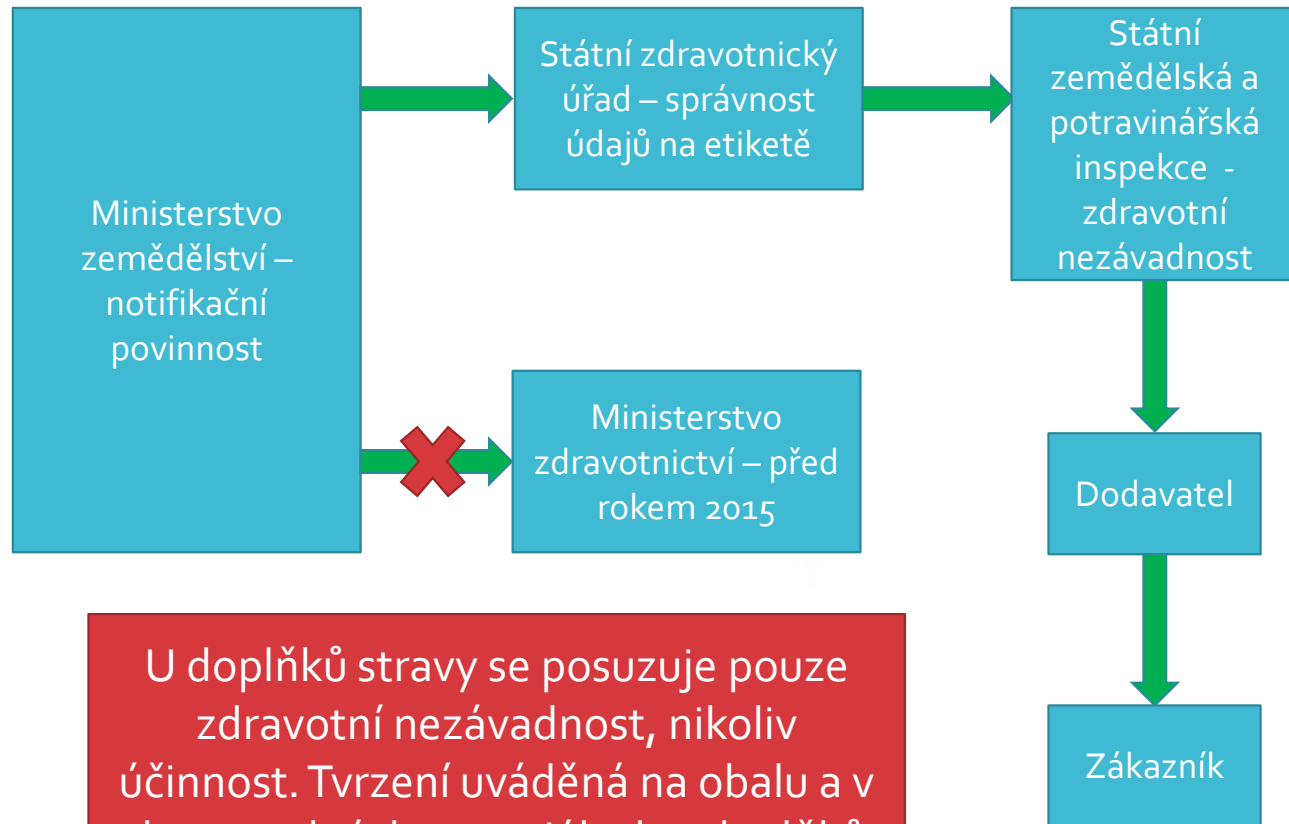 Ministerstvo
zemědělství –
notifikační
povinnost
Státní zdravotnický
úřad – správnost
údajů na etiketě
Státní
zemědělská a
potravinářská
inspekce -
zdravotní
nezávadnost
Ministerstvo
zdravotnictví – před
rokem 2015
Dodavatel
Zákazník
U doplňků stravy se posuzuje pouze
zdravotní nezávadnost, nikoliv
účinnost. Tvrzení uváděná na obalu a v